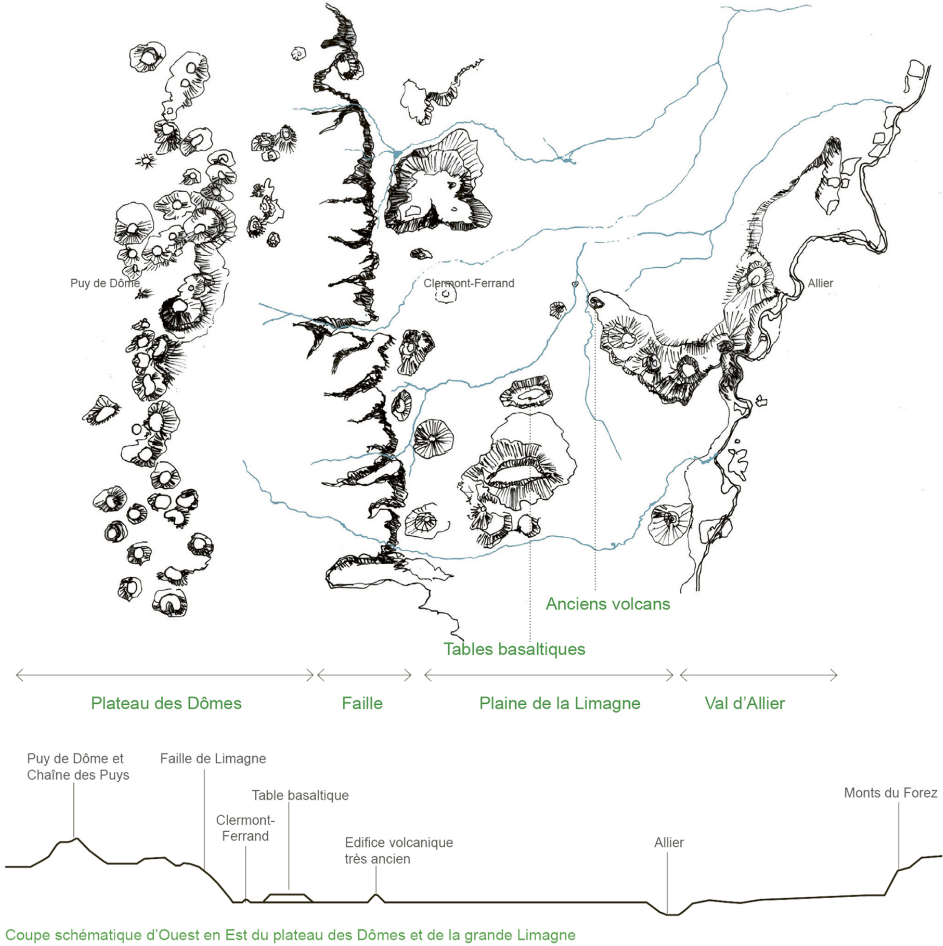 Puy de Dôme
Clermont-Ferrand
Allier
Anciens volcans
Tables basaltiques
Plateau des Dômes
Faille
Plaine de la Limagne
Val d’Allier
Puy de Dôme et
Chaîne des Puys
Faille de Limagne
Table basaltique
Clermont-
Ferrand
Edifice volcanique
très ancien
Allier
Monts du Forez
Coupe schématique d’Ouest en Est du plateau des Dômes et de la grande Limagne